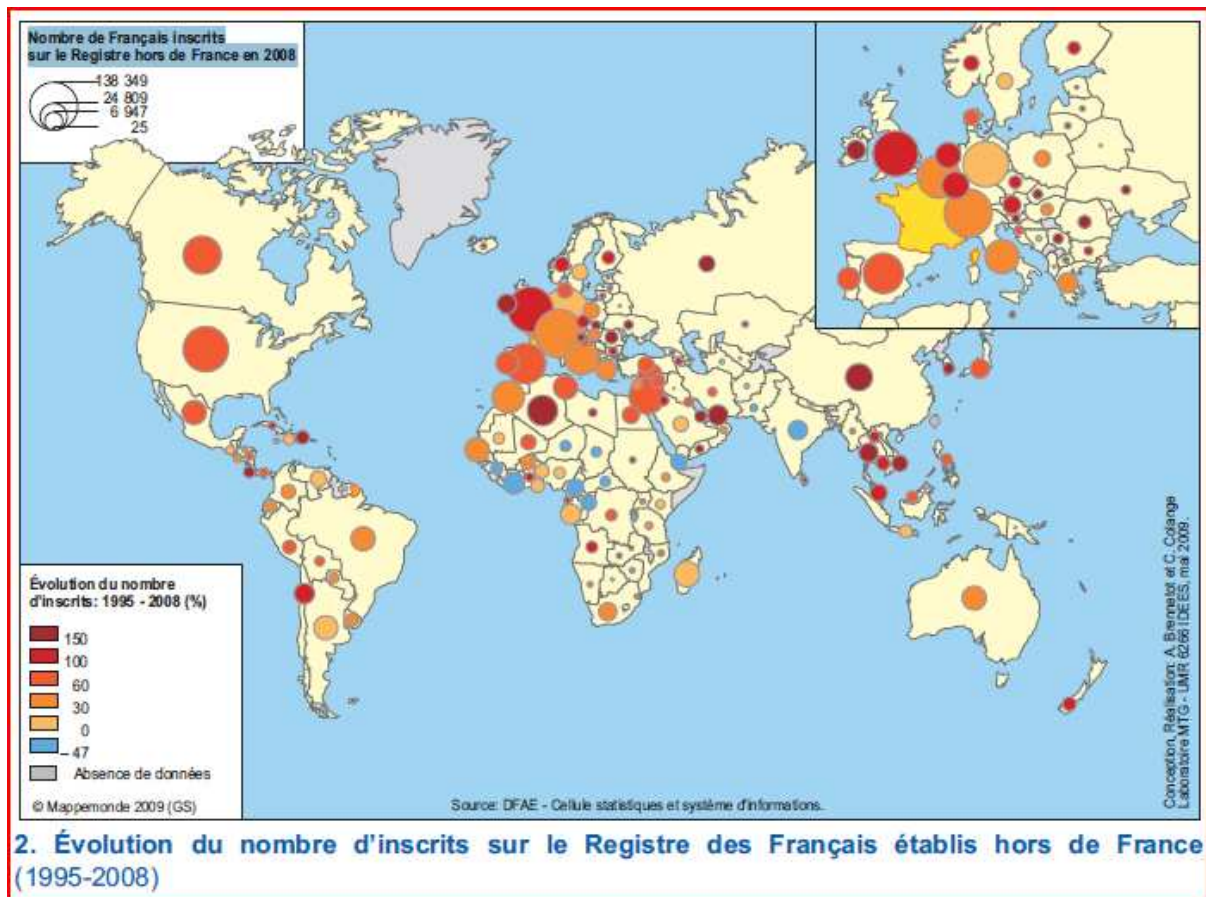 Nombre de Français inscrits
sur le Registre hors de France en 2008
138 349
24 809
6 947
25
Évolution du nombre
d'inscrits: 1995 - 2008 (%)
150
100
60
30
0
– 47
Absence de données
© Mappemonde 2009 (GS)
Source: DFAE - Cellule statistiques et système d'informations.
Conception, Réalisation: A. Brennetot et C. Colange
Laboratoire MTG - UMR 6266 IDEES, mai 2009.
2. Évolution du nombre d'inscrits sur le Registre des Français établis hors de France
(1995-2008)